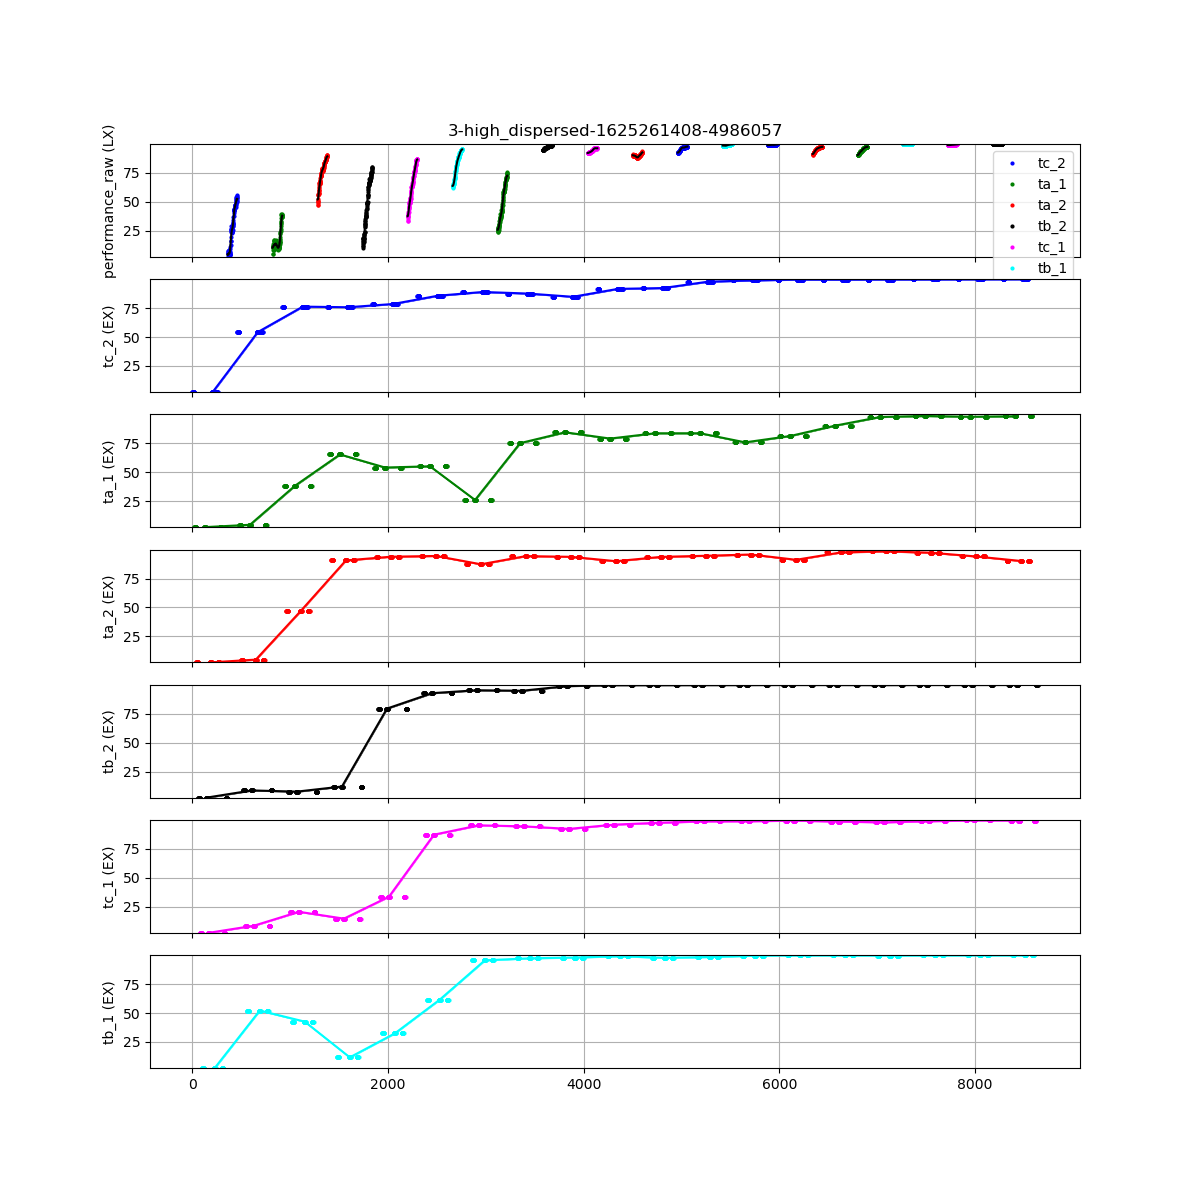 3-high_dispersed-1625261408-4986057
performance_raw (LX)
75
50
25
tc_2
ta_1
ta_2
tb_2
tc_1
tb_1
tc_2 (EX)
75
50
25
ta_1 (EX)
75
50
25
ta_2 (EX)
75
50
25
tb_2 (EX)
75
50
25
tc_1 (EX)
75
50
25
tb_1 (EX)
75
50
25
0 2000 4000 6000 8000